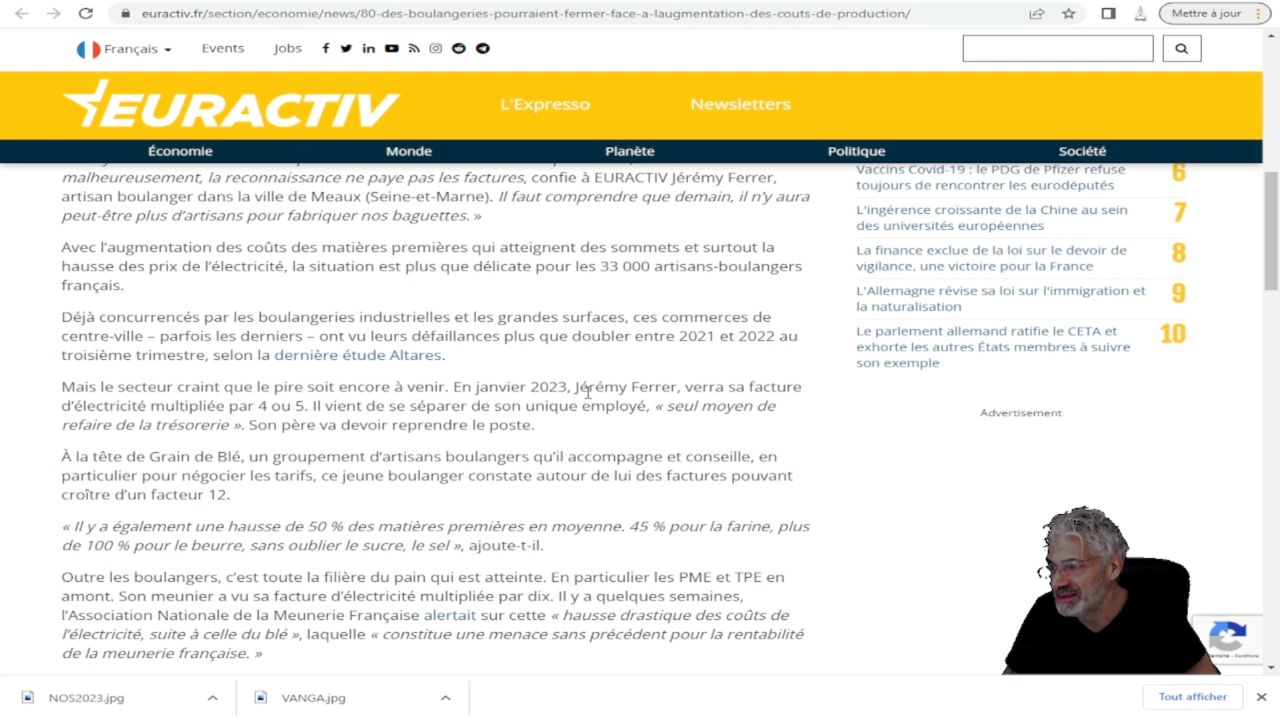 euractiv.fr/section/economie/news/80-des-boulangeries-pourraient-fermer-face-a-laugmentation-des-couts-de-production/
Mettre à jour
Français
Events
Jobs
EURACTIV
L'Expresso
Newsletters
Économie
Monde
Planète
Politique
Société
malheureusement, la reconnaissance ne paye pas les factures, confie à EURACTIV Jérémy Ferrer,
artisan boulanger dans la ville de Meaux (Seine-et-Marne). Il faut comprendre que demain, il n’y aura
peut-être plus d’artisans pour fabriquer nos baguettes. »
Avec l’augmentation des coûts des matières premières qui atteignent des sommets et surtout la
hausse des prix de l’électricité, la situation est plus que délicate pour les 33 000 artisans-boulangers
français.
Déjà concurrencés par les boulangeries industrielles et les grandes surfaces, ces commerces de
centre-ville – parfois les derniers – ont vu leurs défaillances plus que doubler entre 2021 et 2022 au
troisième trimestre, selon la dernière étude Altares.
Mais le secteur craint que le pire soit encore à venir. En janvier 2023, Jérémy Ferrer, verra sa facture
d’électricité multipliée par 4 ou 5. Il vient de se séparer de son unique employé, « seul moyen de
refaire de la trésorerie ». Son père va devoir reprendre le poste.
À la tête de Grain de Blé, un groupement d’artisans boulangers qu’il accompagne et conseille, en
particulier pour négocier les tarifs, ce jeune boulanger constate autour de lui des factures pouvant
croître d’un facteur 12.
« Il y a également une hausse de 50 % des matières premières en moyenne. 45 % pour la farine, plus
de 100 % pour le beurre, sans oublier le sucre, le sel », ajoute-t-il.
Outre les boulangers, c’est toute la filière du pain qui est atteinte. En particulier les PME et TPE en
amont. Son meunier a vu sa facture d’électricité multipliée par dix. Il y a quelques semaines,
l’Association Nationale de la Meunerie Française alertait sur cette « hausse drastique des coûts de
l’électricité, suite à celle du blé », laquelle « constitue une menace sans précédent pour la rentabilité
de la meunerie française. »
Vaccins Covid-19 : le PDG de Pfizer refuse 6
toujours de rencontrer les eurodéputés
L'ingérence croissante de la Chine au sein 7
des universités européennes
La finance exclue de la loi sur le devoir de 8
vigilance, une victoire pour la France
L'Allemagne révise sa loi sur l'immigration et 9
la naturalisation
Le parlement allemand ratifie le CETA et 10
exhorte les autres États membres à suivre
son exemple
Advertisement
NOS2023.jpg
VANGA.jpg
Tout afficher